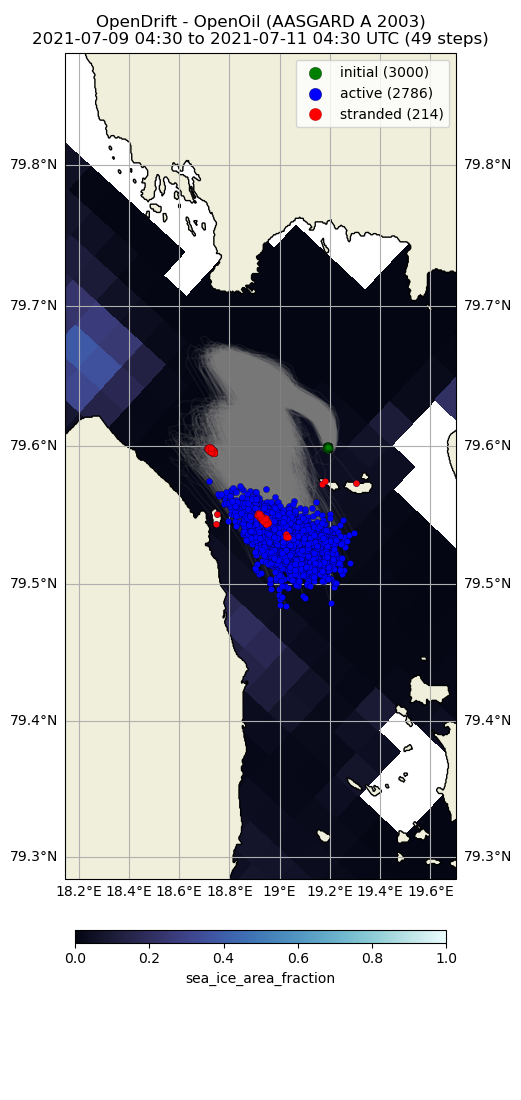 OpenDrift - OpenOil (AASGARD A 2003)
2021-07-09 04:30 to 2021-07-11 04:30 UTC (49 steps)
initial (3000)
active (2786)
stranded (214)
79.8°N 79.8°N
79.7°N 79.7°N
79.6°N 79.6°N
79.5°N 79.5°N
79.4°N 79.4°N
79.3°N 79.3°N
18.2°E 18.4°E 18.6°E 18.8°E 19°E 19.2°E 19.4°E 19.6°E
0.0 0.2 0.4 0.6 0.8 1.0
sea_ice_area_fraction